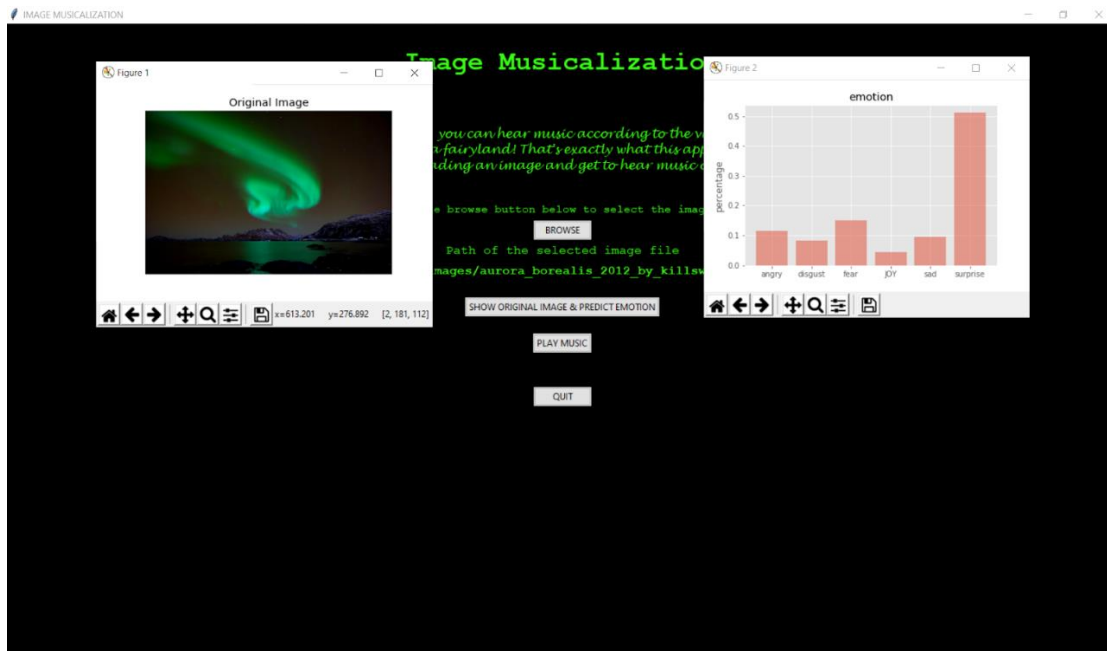 IMAGE MUSICALIZATION
Image Musicalizatio
Figure 1
Original Image
x=613.201 y=276.892 [2, 181, 112]
Figure 2
emotion
percentage
0.5
0.4
0.3
0.2
0.1
0.0
angry disgust fear JOY sad surprise
you can hear music according to the v
a fairyland! That's exactly what this app
ding an image and get to hear music
e browse button below to select the imag
BROWSE
Path of the selected image file
mages/aurora_borealis_2012_by_killsw
SHOW ORIGINAL IMAGE & PREDICT EMOTION
PLAY MUSIC
QUIT